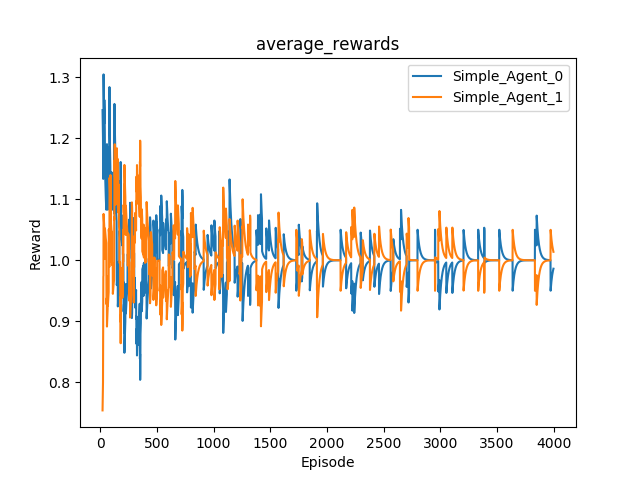 average_rewards
Simple_Agent_0
Simple_Agent_1
Reward
1.3
1.2
1.1
1.0
0.9
0.8
0 500 1000 1500 2000 2500 3000 3500 4000
Episode